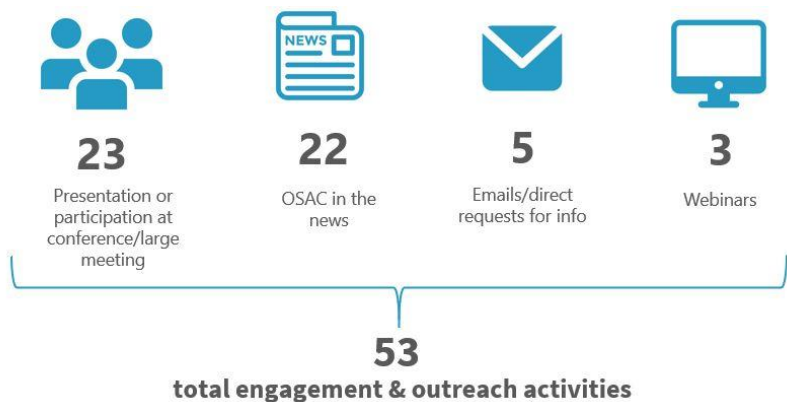 NEWS
23
Presentation or
participation at
conference/large
meeting
22
OSAC in the
news
5
Emails/direct
requests for info
3
Webinars
53
total engagement & outreach activities